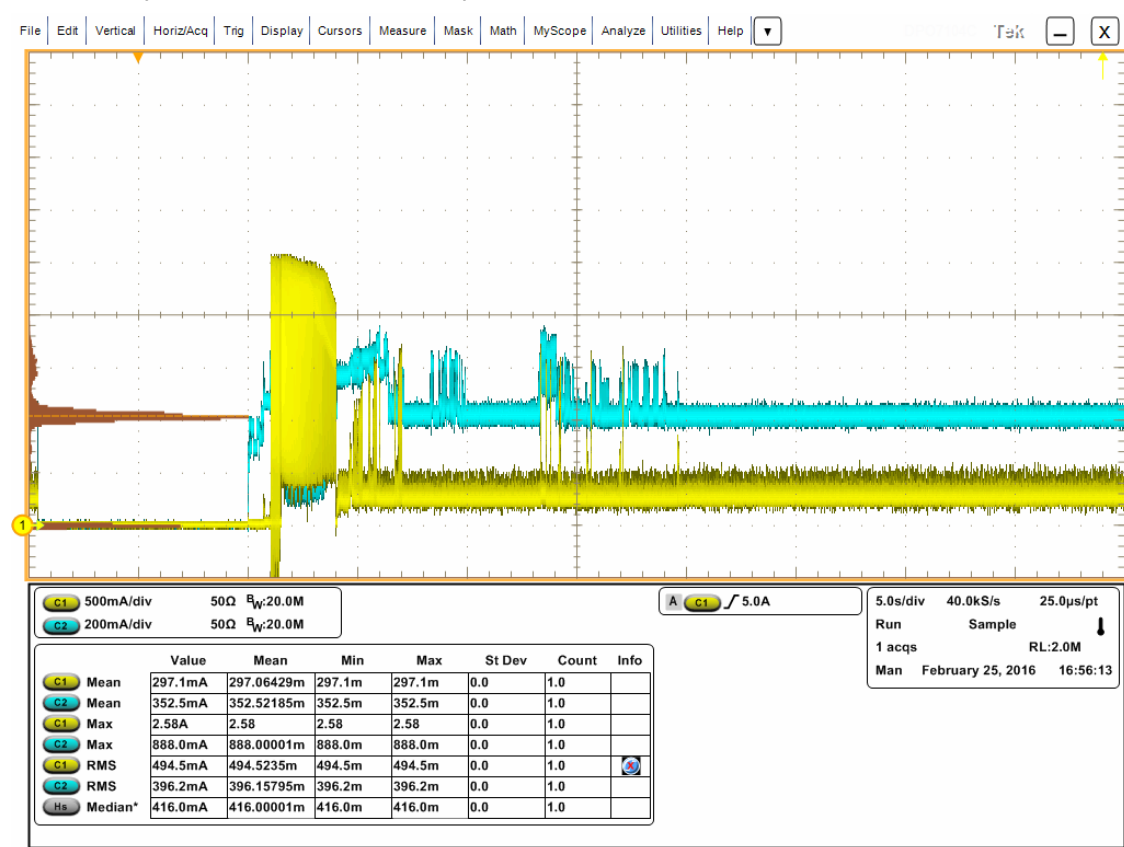 File Edit Vertical Horiz/Acq Trig Display Cursors Measure Mask Math MyScope Analyze Utilities Help Tek X
1
C1 500mA/div 50Ω BW:20.0M
C2 200mA/div 50Ω BW:20.0M
A C1 5.0A
5.0s/div 40.0kS/s 25.0µs/pt
Run Sample
1 acqs RL:2.0M
Man February 25, 2016 16:56:13
Value Mean Min Max St Dev Count Info
C1 Mean 297.1mA 297.06429m 297.1m 297.1m 0.0 1.0
C2 Mean 352.5mA 352.52185m 352.5m 352.5m 0.0 1.0
C1 Max 2.58A 2.58 2.58 2.58 0.0 1.0
C2 Max 888.0mA 888.00001m 888.0m 888.0m 0.0 1.0
C1 RMS 494.5mA 494.5235m 494.5m 494.5m 0.0 1.0
C2 RMS 396.2mA 396.15795m 396.2m 396.2m 0.0 1.0
Hs Median* 416.0mA 416.00001m 416.0m 416.0m 0.0 1.0